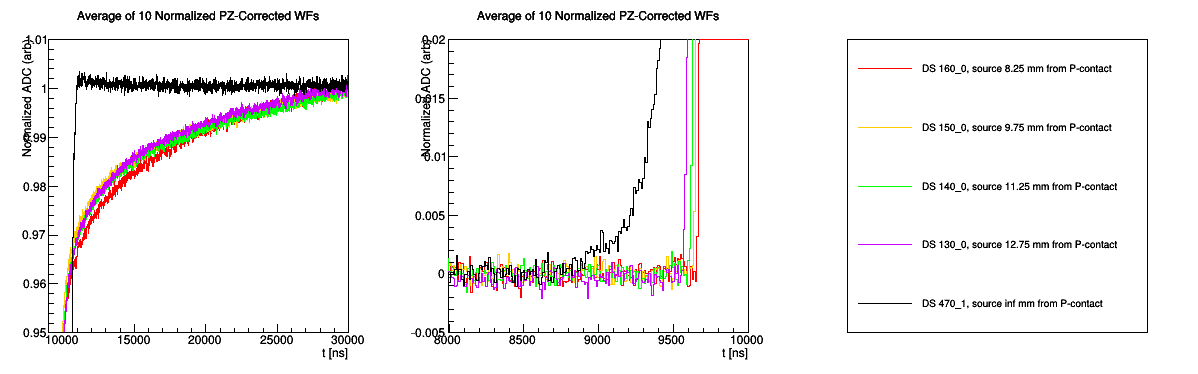 Average of 10 Normalized PZ-Corrected WFs
Normalized ADC (arb)
1.01
1
0.99
0.98
0.97
0.96
0.95
10000
15000
20000
25000
30000
t [ns]
Average of 10 Normalized PZ-Corrected WFs
Normalized ADC (arb)
0.02
0.015
0.01
0.005
0
-0.005
8000
8500
9000
9500
10000
t [ns]
DS 160_0, source 8.25 mm from P-contact
DS 150_0, source 9.75 mm from P-contact
DS 140_0, source 11.25 mm from P-contact
DS 130_0, source 12.75 mm from P-contact
DS 470_1, source inf mm from P-contact